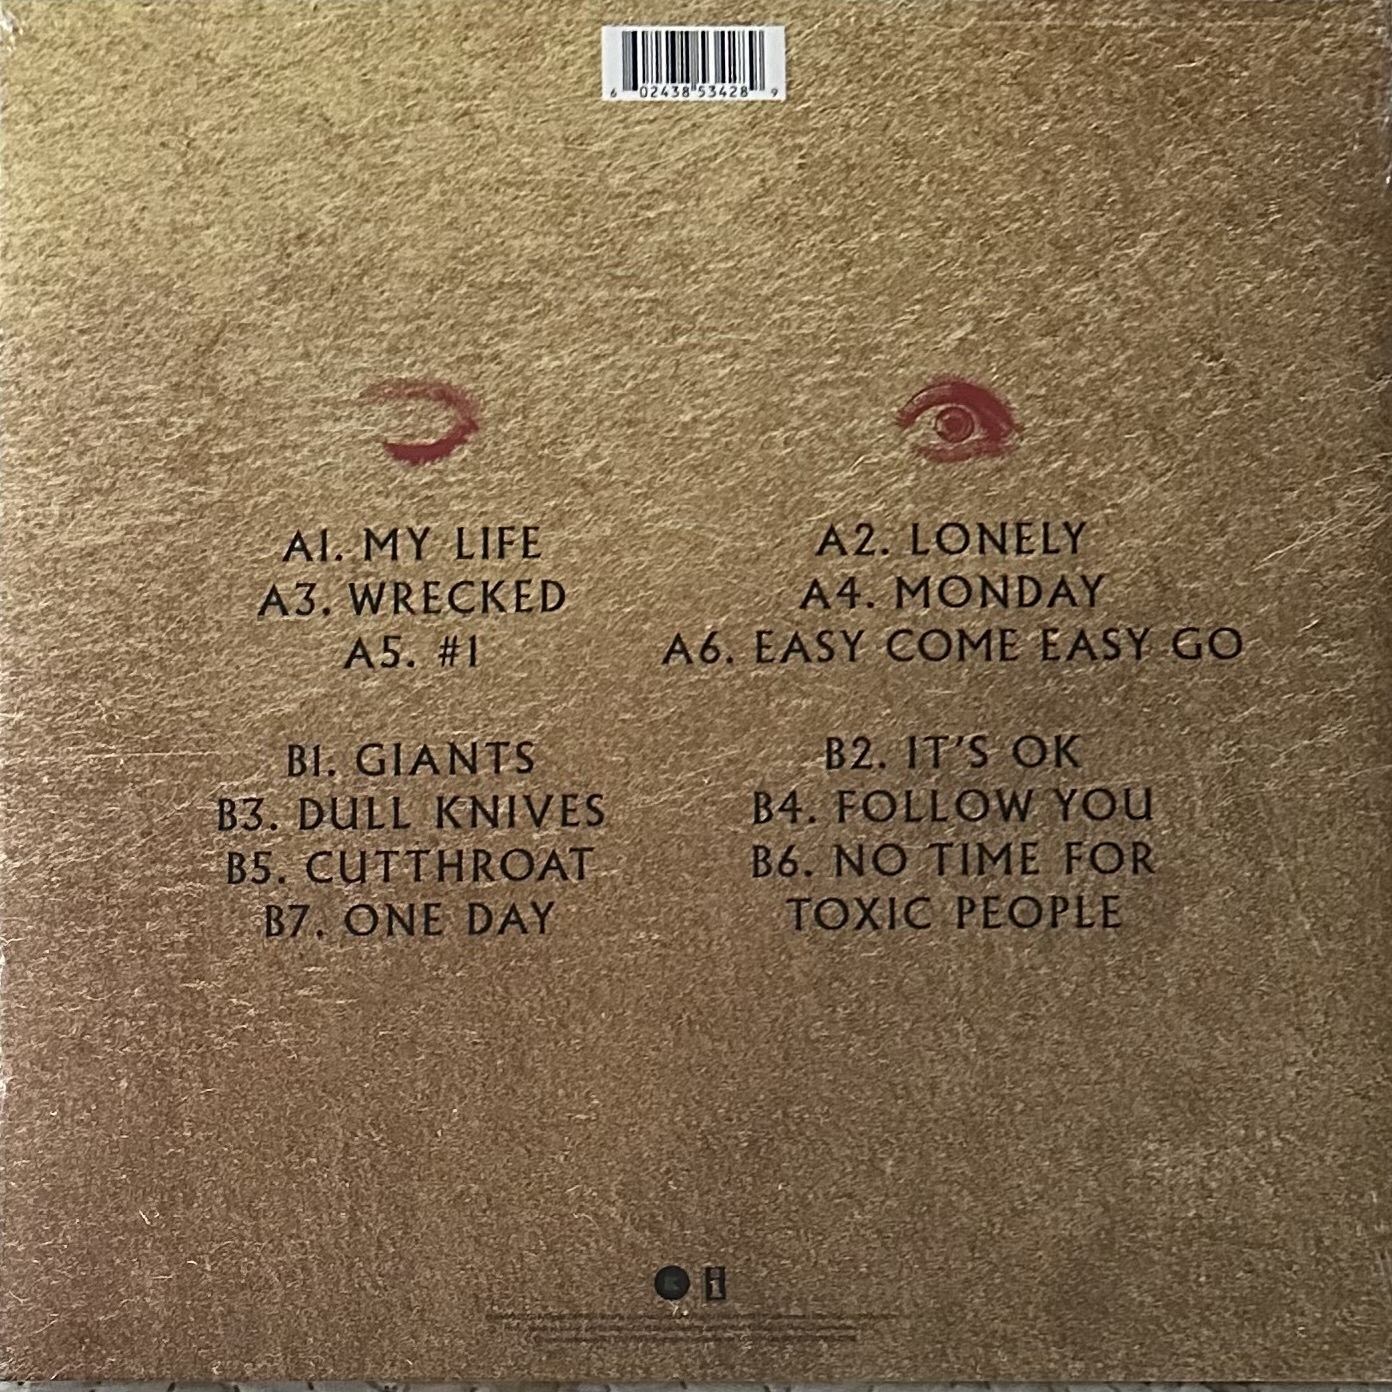 6 02438 53428 9
A1. MY LIFE
A2. LONELY
A3. WRECKED
A4. MONDAY
A5. #1
A6. EASY COME EASY GO
B1. GIANTS
B2. IT'S OK
B3. DULL KNIVES
B4. FOLLOW YOU
B5. CUTTHROAT
B6. NO TIME FOR
TOXIC PEOPLE
B7. ONE DAY